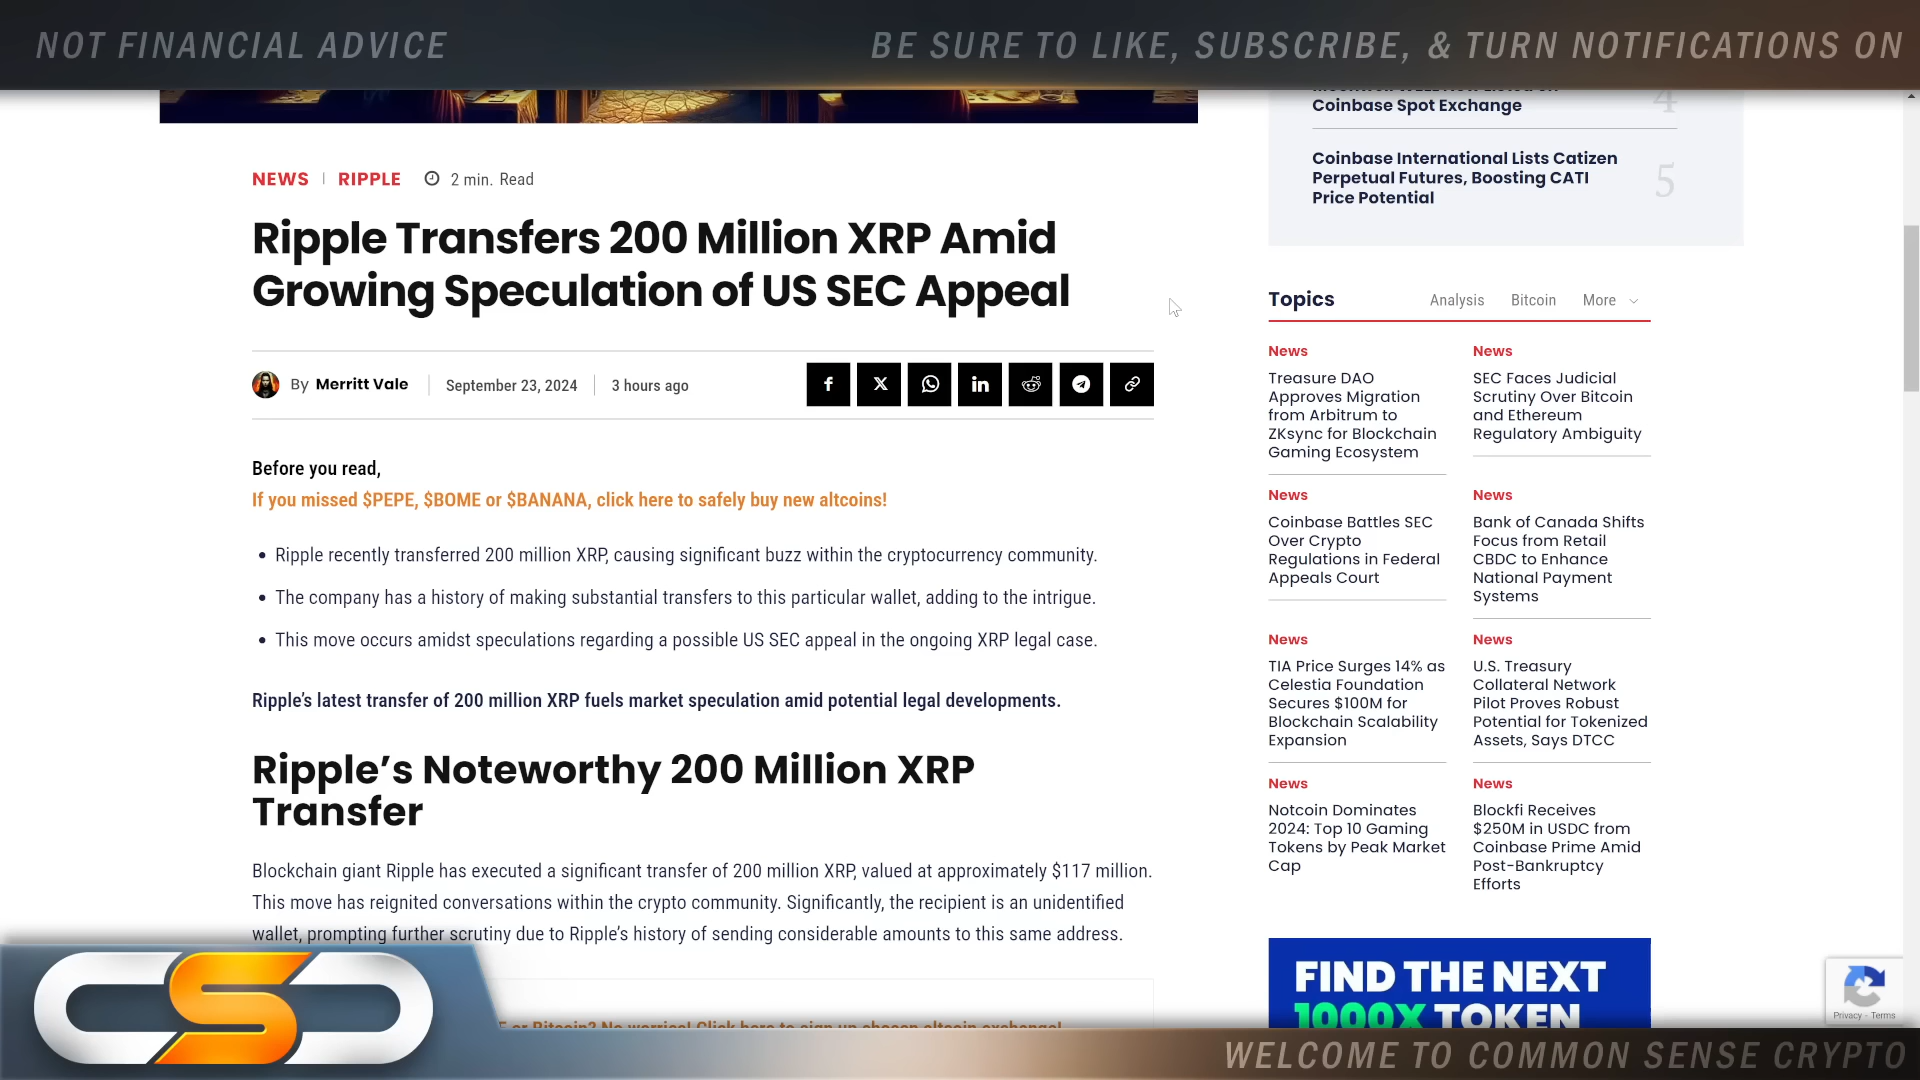 NOT FINANCIAL ADVICE
BE SURE TO LIKE, SUBSCRIBE, & TURN NOTIFICATIONS ON
NEWS | RIPPLE 2 min. Read
Ripple Transfers 200 Million XRP Amid
Growing Speculation of US SEC Appeal
By Merritt Vale
September 23, 2024
3 hours ago
Before you read,
If you missed $PEPE, $BOME or $BANANA, click here to safely buy new altcoins!
• Ripple recently transferred 200 million XRP, causing significant buzz within the cryptocurrency community.
• The company has a history of making substantial transfers to this particular wallet, adding to the intrigue.
• This move occurs amidst speculations regarding a possible US SEC appeal in the ongoing XRP legal case.
Ripple’s latest transfer of 200 million XRP fuels market speculation amid potential legal developments.
Ripple’s Noteworthy 200 Million XRP
Transfer
Blockchain giant Ripple has executed a significant transfer of 200 million XRP, valued at approximately $117 million.
This move has reignited conversations within the crypto community. Significantly, the recipient is an unidentified
wallet, prompting further scrutiny due to Ripple’s history of sending considerable amounts to this same address.
or Bitcoin? No worries! Click here to sign up chosen altcoin exchange!
Coinbase Spot Exchange
4
Coinbase International Lists Catizen
Perpetual Futures, Boosting CATI
Price Potential
5
Topics
Analysis
Bitcoin
More
News
Treasure DAO
Approves Migration
from Arbitrum to
ZKsync for Blockchain
Gaming Ecosystem
News
SEC Faces Judicial
Scrutiny Over Bitcoin
and Ethereum
Regulatory Ambiguity
News
Coinbase Battles SEC
Over Crypto
Regulations in Federal
Appeals Court
News
Bank of Canada Shifts
Focus from Retail
CBDC to Enhance
National Payment
Systems
News
TIA Price Surges 14% as
Celestia Foundation
Secures $100M for
Blockchain Scalability
Expansion
News
U.S. Treasury
Collateral Network
Pilot Proves Robust
Potential for Tokenized
Assets, Says DTCC
News
Notcoin Dominates
2024: Top 10 Gaming
Tokens by Peak Market
Cap
News
Blockfi Receives
$250M in USDC from
Coinbase Prime Amid
Post-Bankruptcy
Efforts
FIND THE NEXT
1000X TOKEN
Privacy - Terms
CSC
WELCOME TO COMMON SENSE CRYPTO